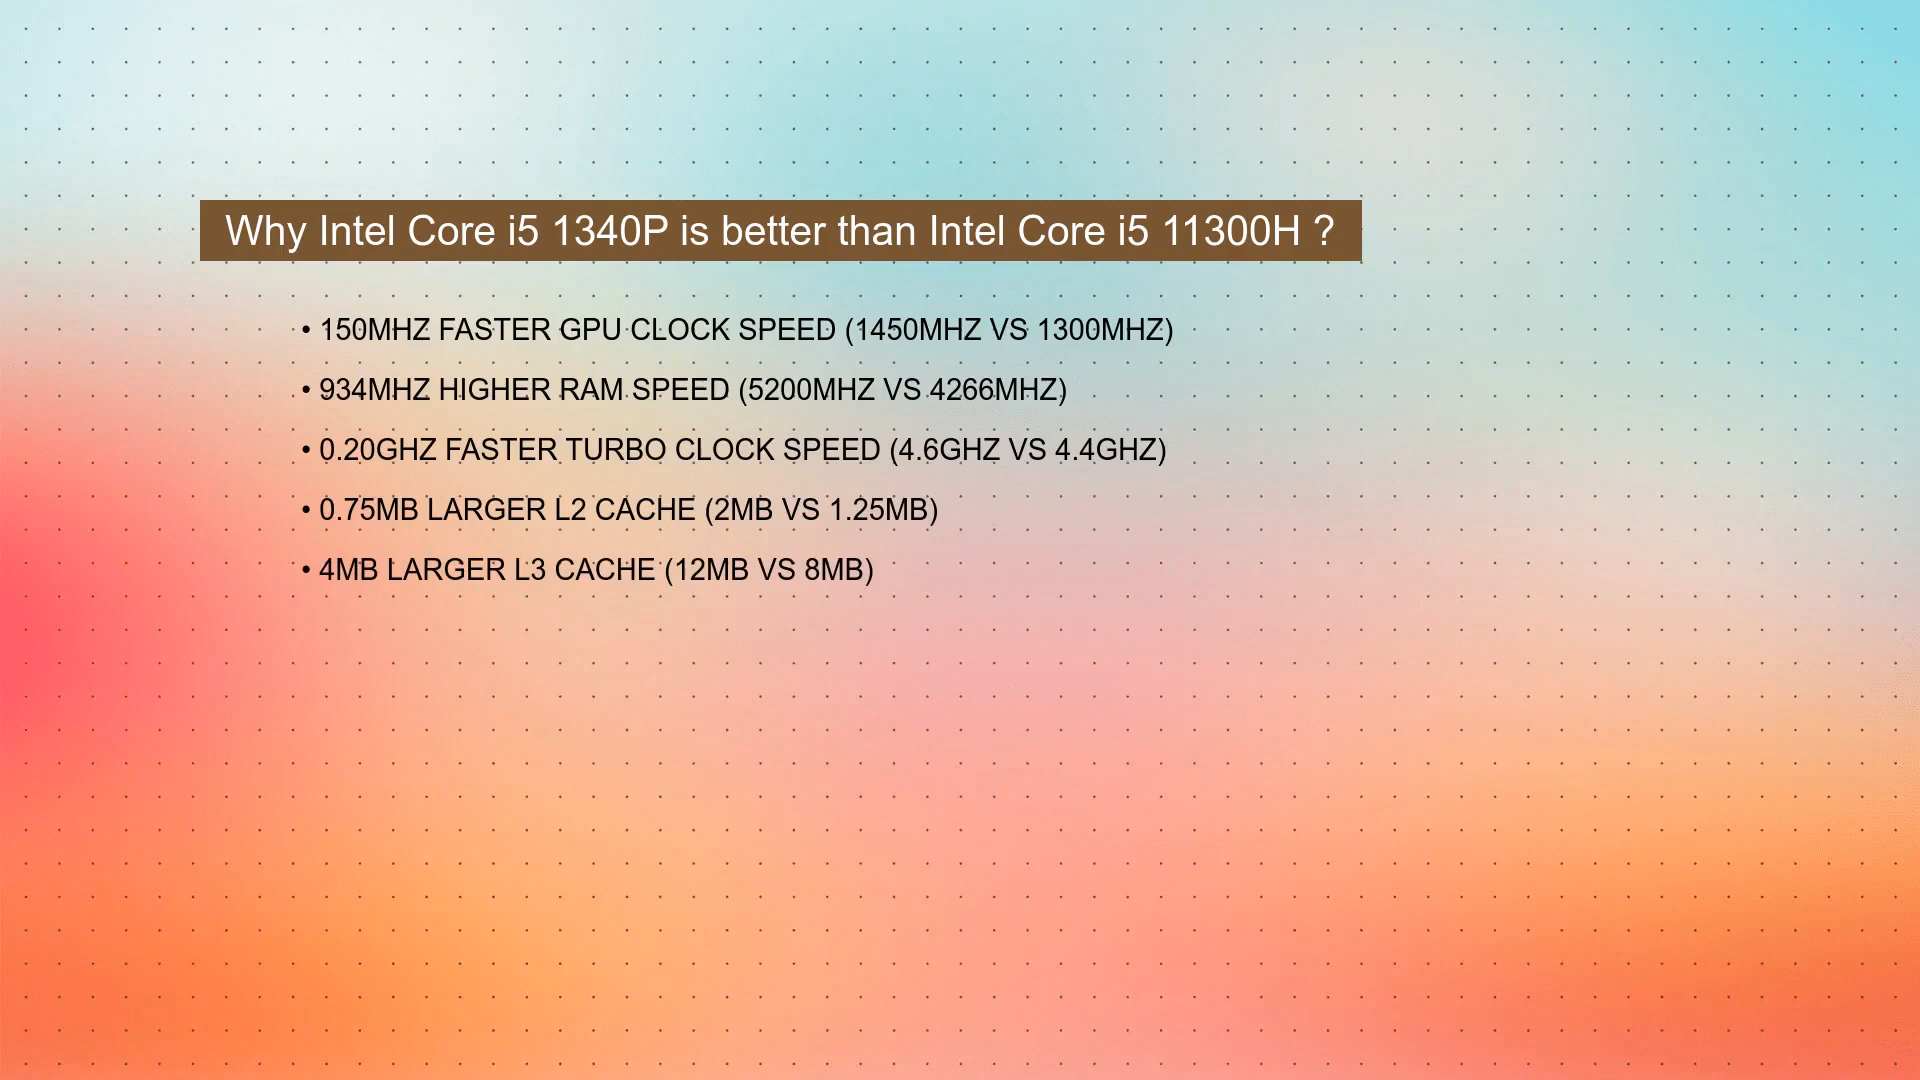 Why Intel Core i5 1340P is better than Intel Core i5 11300H ?
• 150MHZ FASTER GPU CLOCK SPEED (1450MHZ VS 1300MHZ)
• 934MHZ HIGHER RAM SPEED (5200MHZ VS 4266MHZ)
• 0.20GHZ FASTER TURBO CLOCK SPEED (4.6GHZ VS 4.4GHZ)
• 0.75MB LARGER L2 CACHE (2MB VS 1.25MB)
• 4MB LARGER L3 CACHE (12MB VS 8MB)